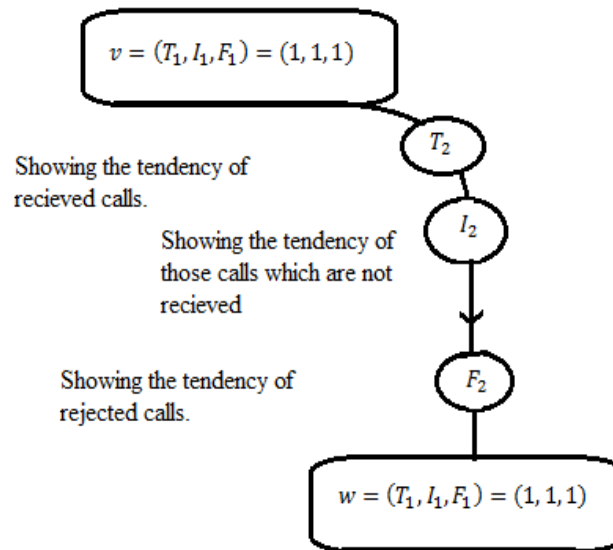 v = (T₁, I₁, F₁) = (1, 1, 1)
T₂
Showing the tendency of
recieved calls.
I₂
Showing the tendency of
those calls which are not
recieved
F₂
Showing the tendency of
rejected calls.
w = (T₁, I₁, F₁) = (1, 1, 1)